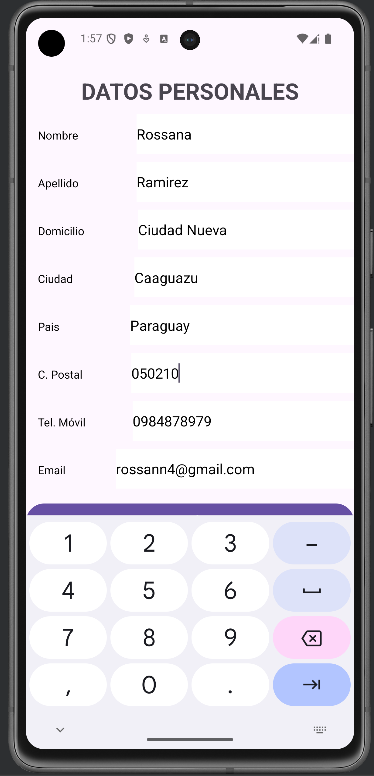 1:57
DATOS PERSONALES
Nombre Rossana
Apellido Ramirez
Domicilio Ciudad Nueva
Ciudad Caaguazu
Pais Paraguay
C. Postal 050210
Tel. Móvil 0984878979
Email rossann4@gmail.com
1 2 3 –
4 5 6
7 8 9
, 0 .